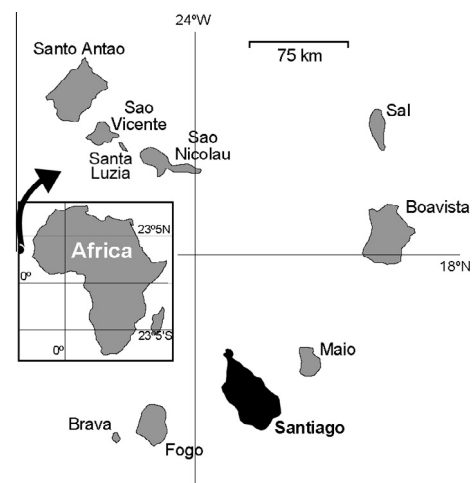 24ºW
75 km
Santo Antao
Sao
Vicente
Santa
Luzia
Sao
Nicolau
Sal
Boavista
18ºN
Africa
23º5N
0º
23º5'S
0º
Maio
Santiago
Brava
Fogo